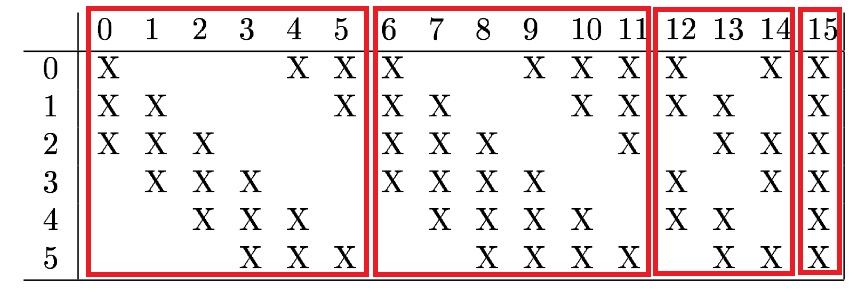 0 1 2 3 4 5 6 7 8 9 10 11 12 13 14 15
0 X X X X X X X X X X
1 X X X X X X X X X X
2 X X X X X X X X X X
3 X X X X X X X X X X
4 X X X X X X X X X X
5 X X X X X X X X X X